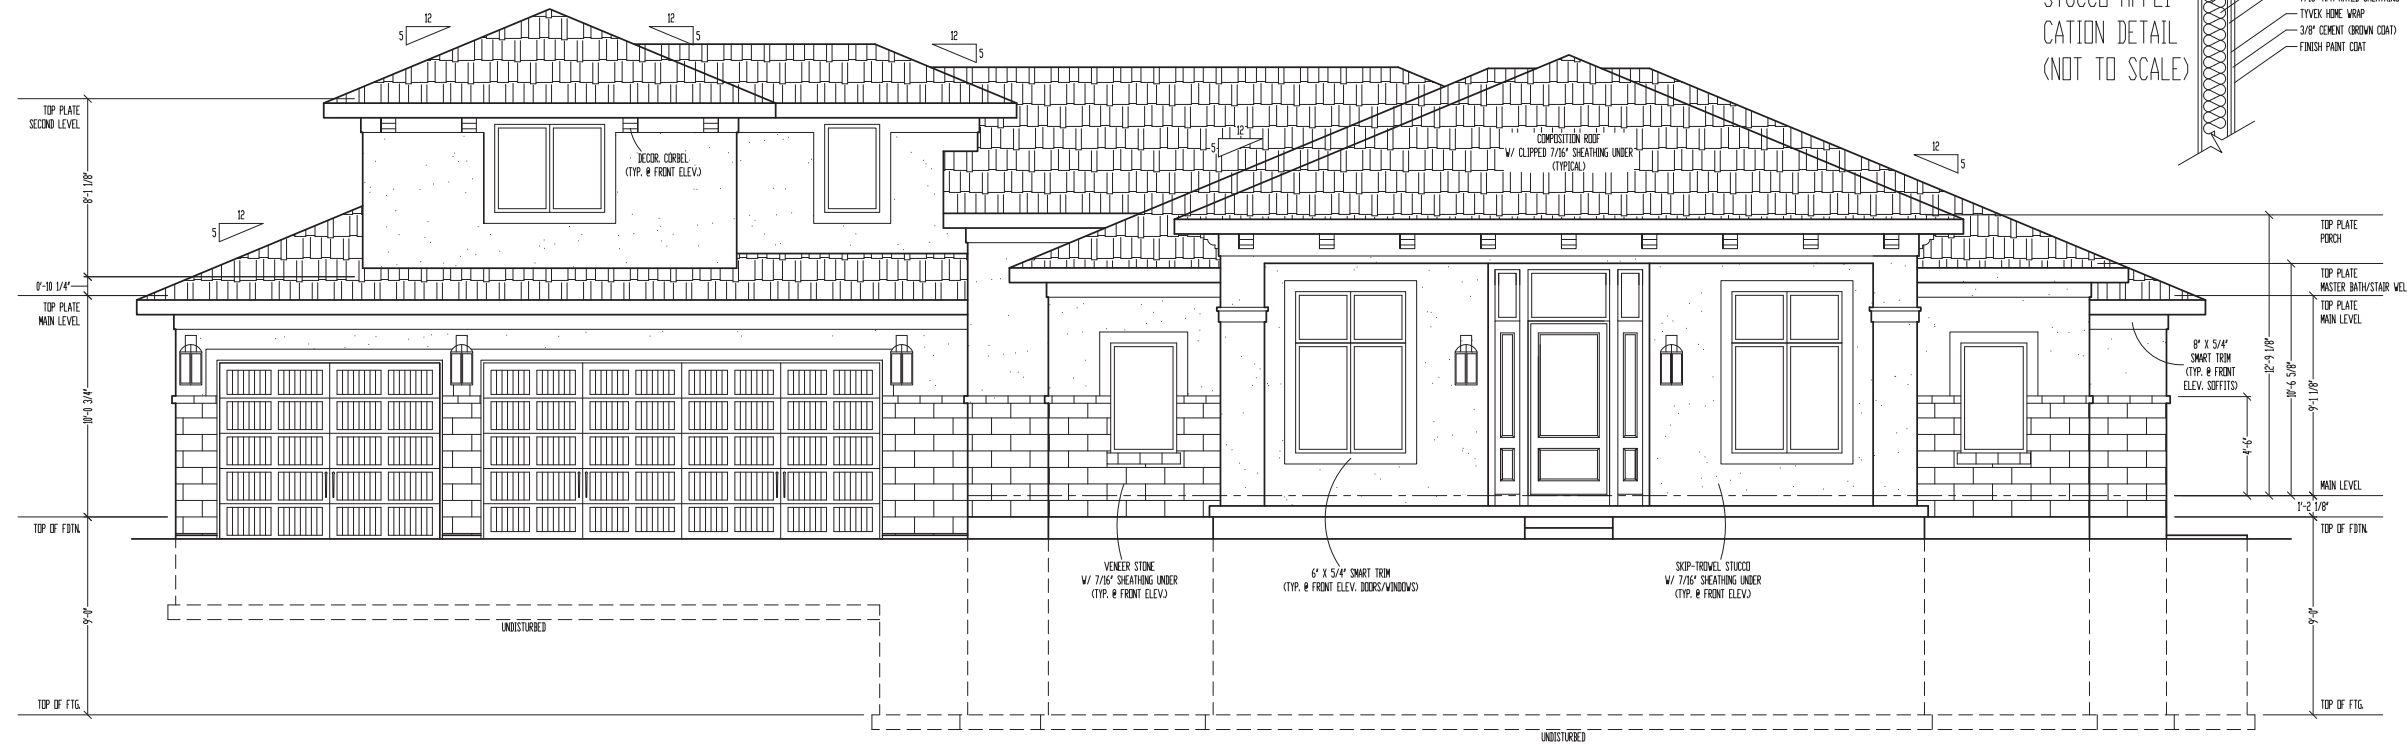 12
5
12
5
12
5
STUCCO APPLI-
CATION DETAIL
(NOT TO SCALE)
TYVEK HOME WRAP
3/8" CEMENT (BROWN COAT)
FINISH PAINT COAT
TOP PLATE
SECOND LEVEL
8'-1 1/8"
DECOR. CORBEL
(TYP. @ FRONT ELEV.)
12
5
COMPOSITION ROOF
W/ CLIPPED 7/16" SHEATHING UNDER
(TYPICAL)
12
5
12
5
TOP PLATE
PORCH
0'-10 1/4"
TOP PLATE
MASTER BATH/STAIR WEL
TOP PLATE
MAIN LEVEL
TOP PLATE
MAIN LEVEL
8" X 5/4"
SMART TRIM
(TYP. @ FRONT
ELEV. SOFFITS)
12'-9 1/8"
10'-6 5/8"
9'-1 1/8"
10'-0 3/4"
4'-6"
MAIN LEVEL
1'-2 1/8"
TOP OF FDTN.
TOP OF FDTN.
VENEER STONE
W/ 7/16" SHEATHING UNDER
(TYP. @ FRONT ELEV.)
6" X 5/4" SMART TRIM
(TYP. @ FRONT ELEV. DOORS/WINDOWS)
SKIP-TROWEL STUCCO
W/ 7/16" SHEATHING UNDER
(TYP. @ FRONT ELEV.)
9'-0"
9'-0"
UNDISTURBED
TOP OF FTG.
TOP OF FTG.
UNDISTURBED